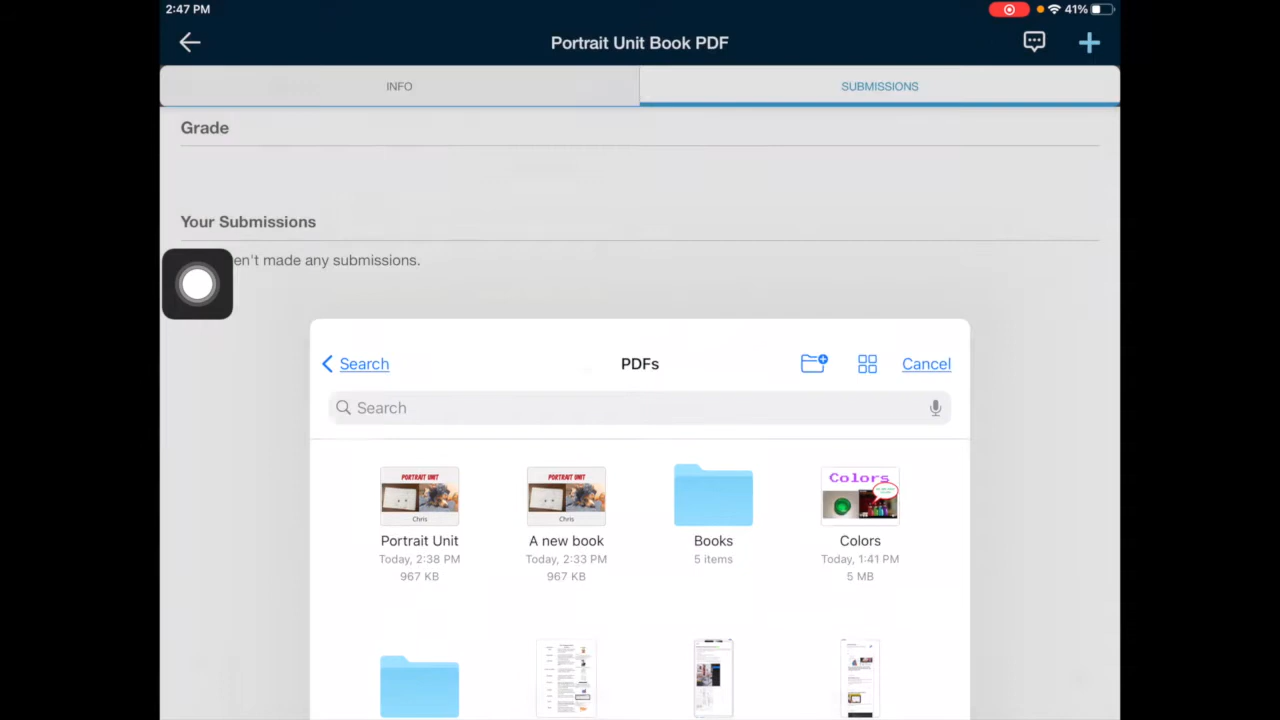 2:47 PM
41%
Portrait Unit Book PDF
INFO
SUBMISSIONS
Grade
Your Submissions
en't made any submissions.
Search
PDFs
Cancel
Search
PORTRAIT UNIT
Chris
PORTRAIT UNIT
Chris
Colors
Portrait Unit
A new book
Books
Colors
Today, 2:38 PM
Today, 2:33 PM
5 items
Today, 1:41 PM
967 KB
967 KB
5 MB